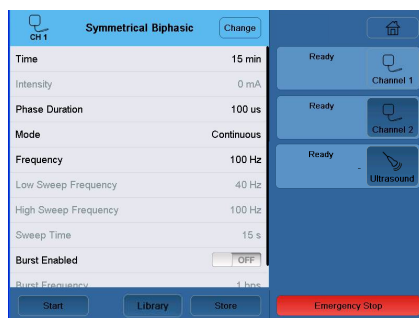 CH 1
Symmetrical Biphasic
Change
Time 15 min
Intensity 0 mA
Phase Duration 100 us
Mode Continuous
Frequency 100 Hz
Low Sweep Frequency 40 Hz
High Sweep Frequency 100 Hz
Sweep Time 15 s
Burst Enabled OFF
Burst Frequency 1 bps
Start
Library
Store
Ready
Channel 1
Ready
Channel 2
Ready
-
Ultrasound
Emergency Stop